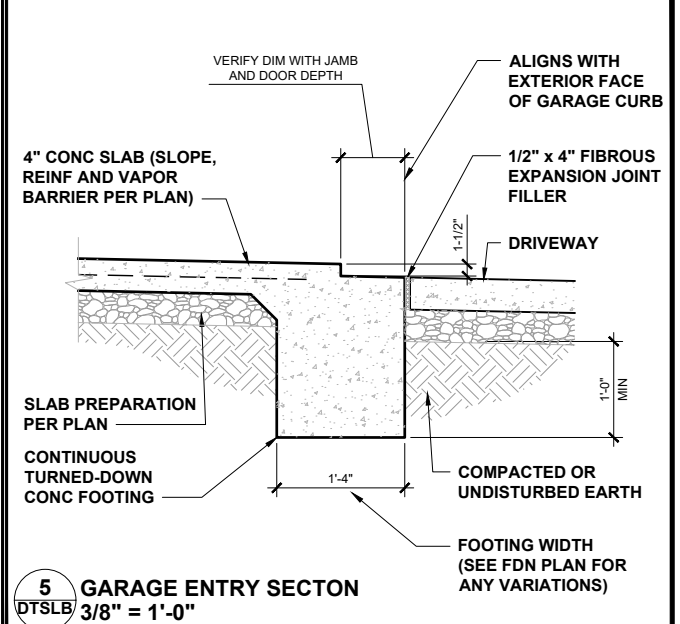 VERIFY DIM WITH JAMB
AND DOOR DEPTH
ALIGNS WITH
EXTERIOR FACE
OF GARAGE CURB
4" CONC SLAB (SLOPE,
REINF AND VAPOR
BARRIER PER PLAN)
1/2" x 4" FIBROUS
EXPANSION JOINT
FILLER
1-1/2"
DRIVEWAY
SLAB PREPARATION
PER PLAN
1'-0"
MIN
CONTINUOUS
TURNED-DOWN
CONC FOOTING
1'-4"
COMPACTED OR
UNDISTURBED EARTH
FOOTING WIDTH
(SEE FDN PLAN FOR
ANY VARIATIONS)
5
DTSLB
GARAGE ENTRY SECTON
3/8" = 1'-0"